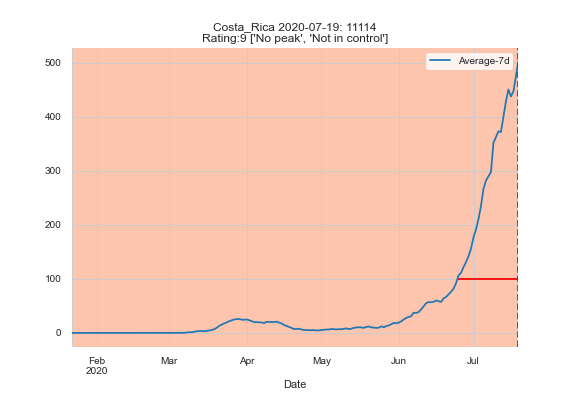 Costa_Rica 2020-07-19: 11114
Rating:9 ['No peak', 'Not in control']
Average-7d
500
400
300
200
100
0
Feb
2020
Mar
Apr
May
Jun
Jul
Date